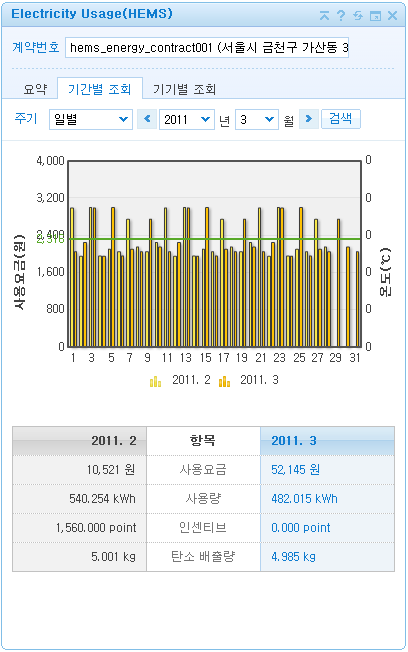 Electricity Usage(HEMS)
계약번호 hems_energy_contract001 (서울시 금천구 가산동 3
요약 기간별 조회 기기별 조회
주기 일별 2011 년 3 월 검색
4,000 0
3,200 0
2,400 0
1,600 0
800 0
0 0
사용요금(원)
온도(℃)
1 3 5 7 9 11 13 15 17 19 21 23 25 27 29 31
2011. 2 2011. 3
2011. 2 항목 2011. 3
10,521 원 사용요금 52,145 원
540.254 kWh 사용량 482.015 kWh
1,560.000 point 인센티브 0.000 point
5.001 kg 탄소 배출량 4.985 kg